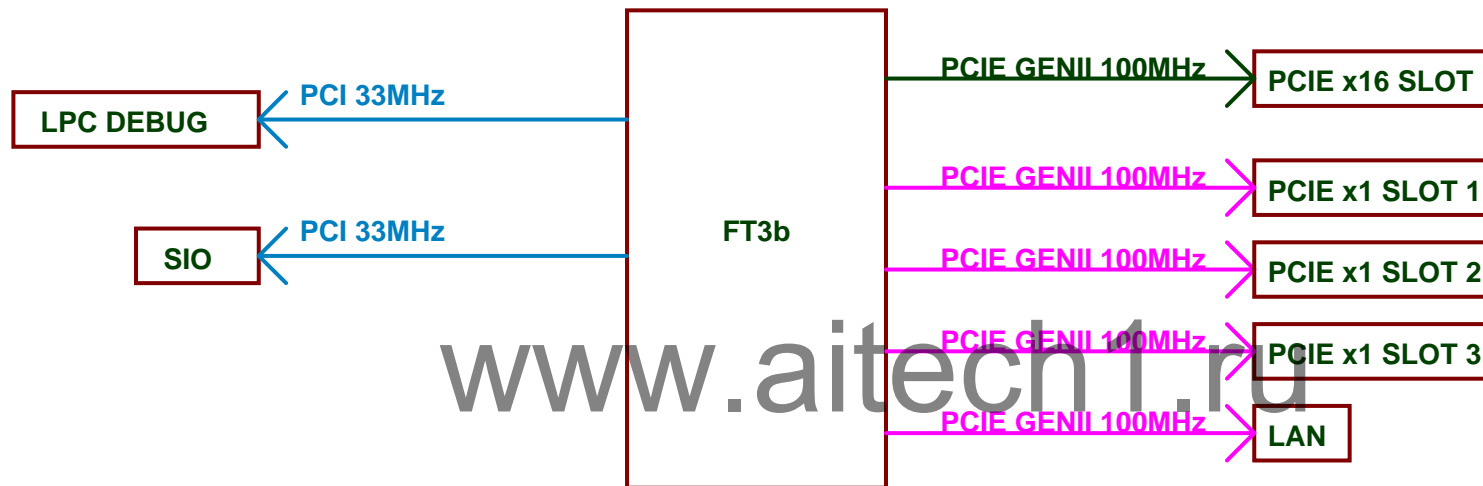 PCIE GENII 100MHz
PCIE x16 SLOT
PCI 33MHz
LPC DEBUG
PCIE GENII 100MHz
PCIE x1 SLOT 1
PCI 33MHz
FT3b
SIO
PCIE GENII 100MHz
PCIE x1 SLOT 2
PCIE GENII 100MHz
PCIE x1 SLOT 3
www.aitech1.ru
PCIE GENII 100MHz
LAN